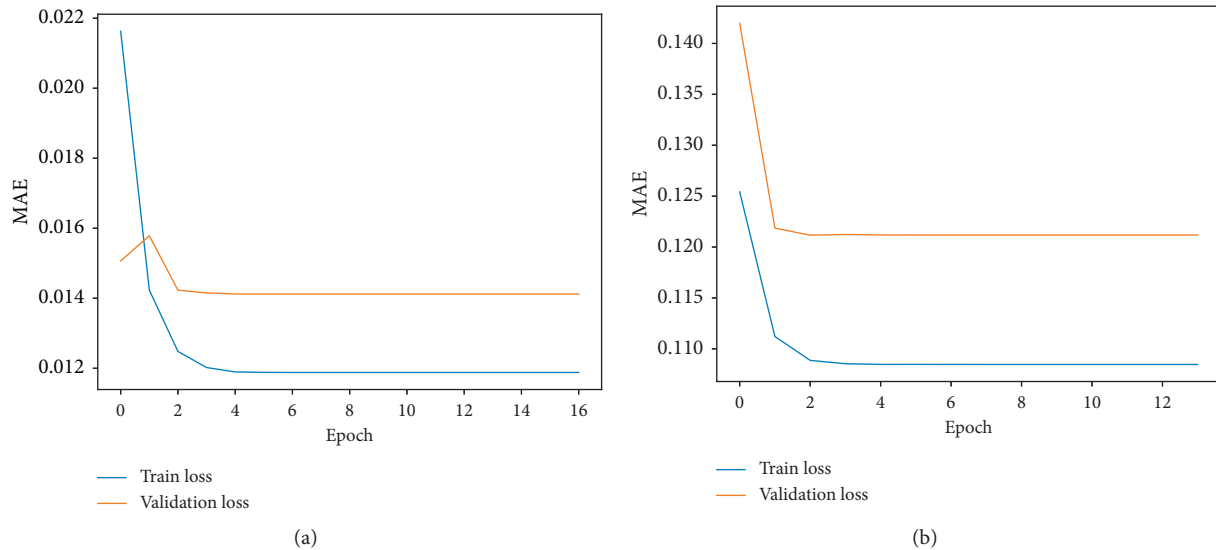 0.022
0.020
0.018
0.016
0.014
0.012
MAE
0 2 4 6 8 10 12 14 16
Epoch
Train loss
Validation loss
(a)
0.140
0.135
0.130
0.125
0.120
0.115
0.110
MAE
0 2 4 6 8 10 12
Epoch
Train loss
Validation loss
(b)